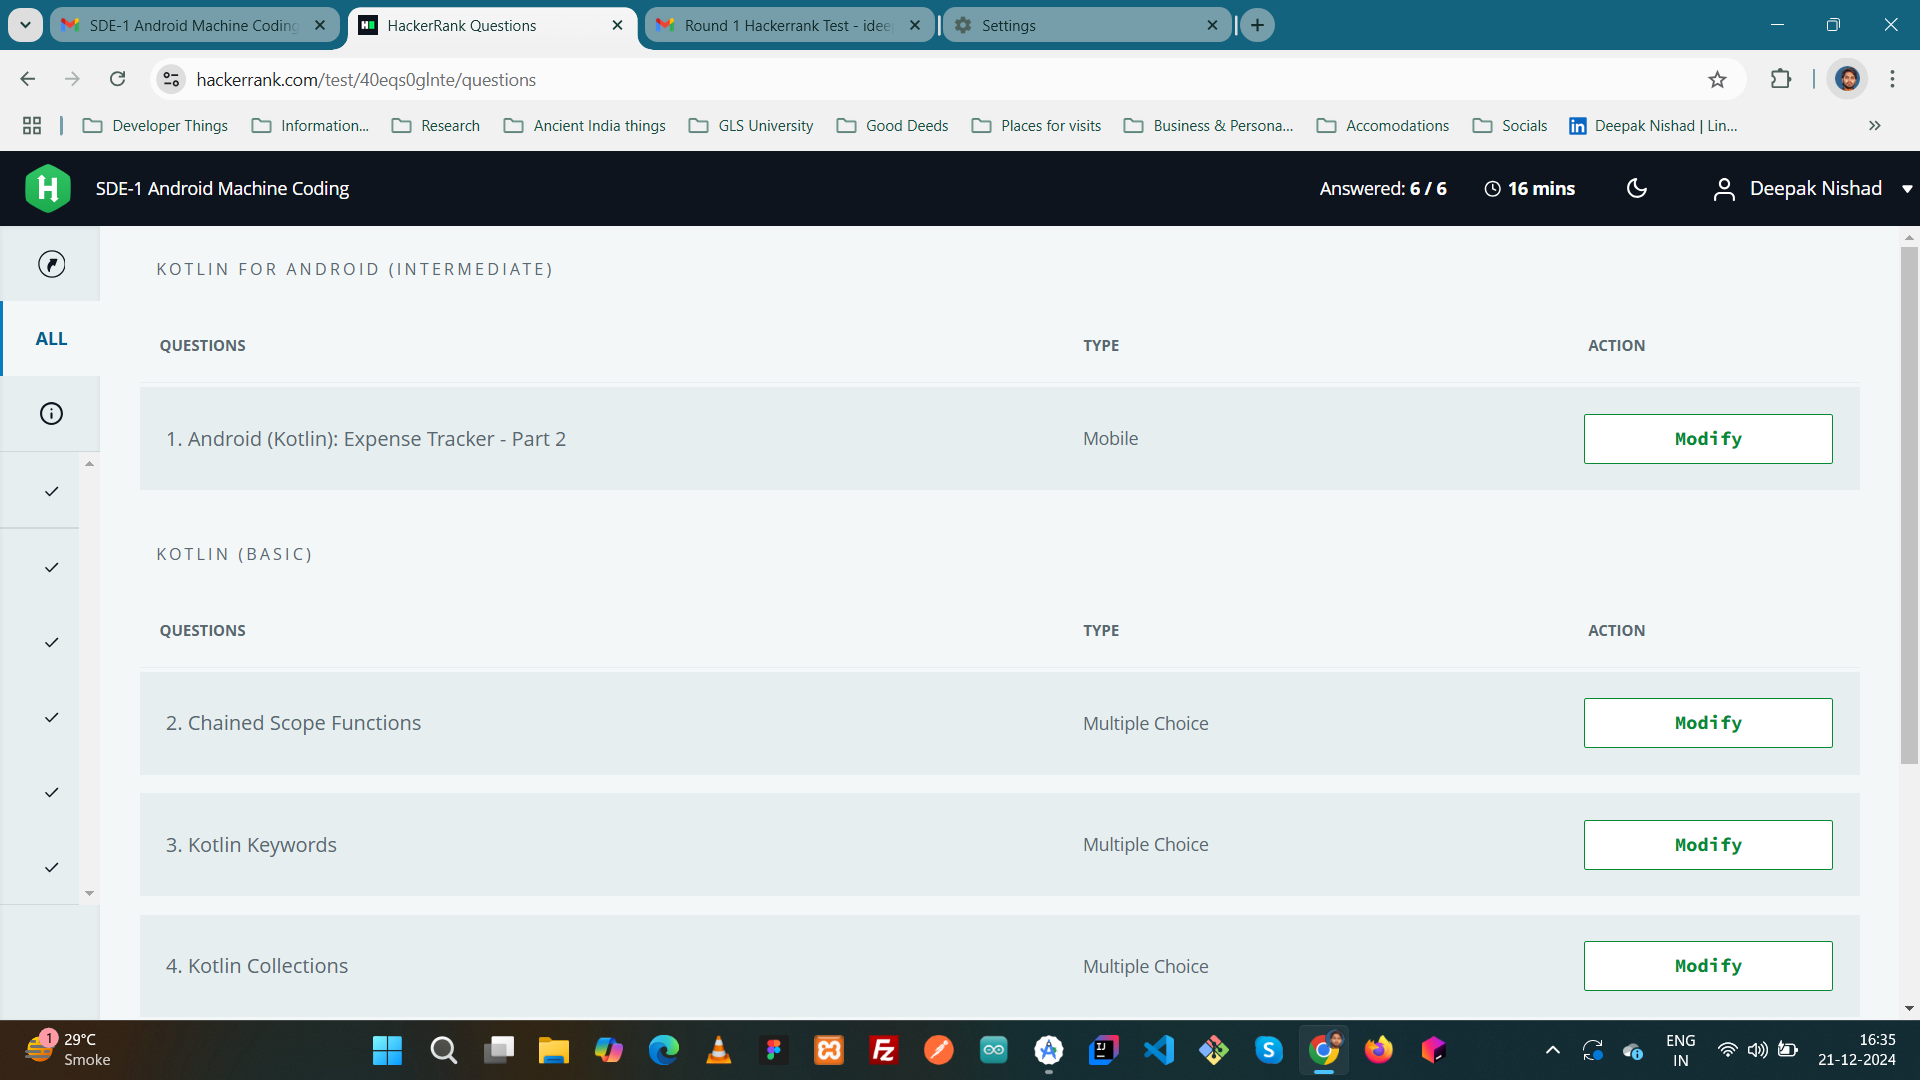 SDE-1 Android Machine Coding
HackerRank Questions
Round 1 Hackerrank Test - idee
Settings
hackerrank.com/test/40eqs0glnte/questions
Developer Things
Information...
Research
Ancient India things
GLS University
Good Deeds
Places for visits
Business & Persona...
Accomodations
Socials
Deepak Nishad | Lin...
SDE-1 Android Machine Coding
Answered: 6 / 6
16 mins
Deepak Nishad
ALL
KOTLIN FOR ANDROID (INTERMEDIATE)
QUESTIONS TYPE ACTION
1. Android (Kotlin): Expense Tracker - Part 2 Mobile Modify
KOTLIN (BASIC)
QUESTIONS TYPE ACTION
2. Chained Scope Functions Multiple Choice Modify
3. Kotlin Keywords Multiple Choice Modify
4. Kotlin Collections Multiple Choice Modify
1
29°C
Smoke
ENG
IN
16:35
21-12-2024